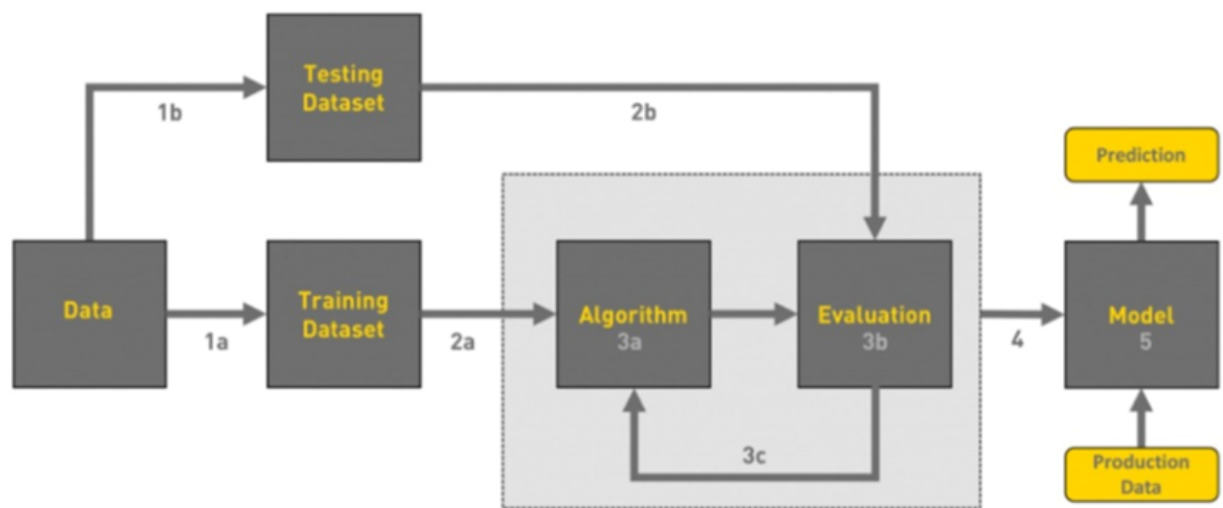 Testing
Dataset
1b
2b
Prediction
Data
Training
Dataset
Algorithm
3a
Evaluation
3b
Model
5
1a
2a
4
3c
Production
Data